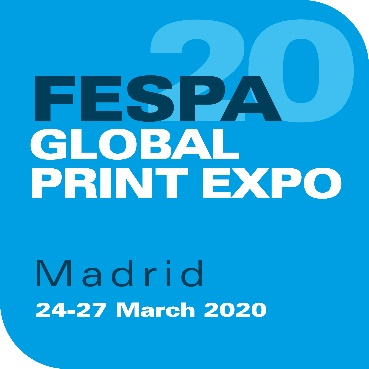 20
FESPA
GLOBAL
PRINT EXPO
Madrid
24-27 March 2020